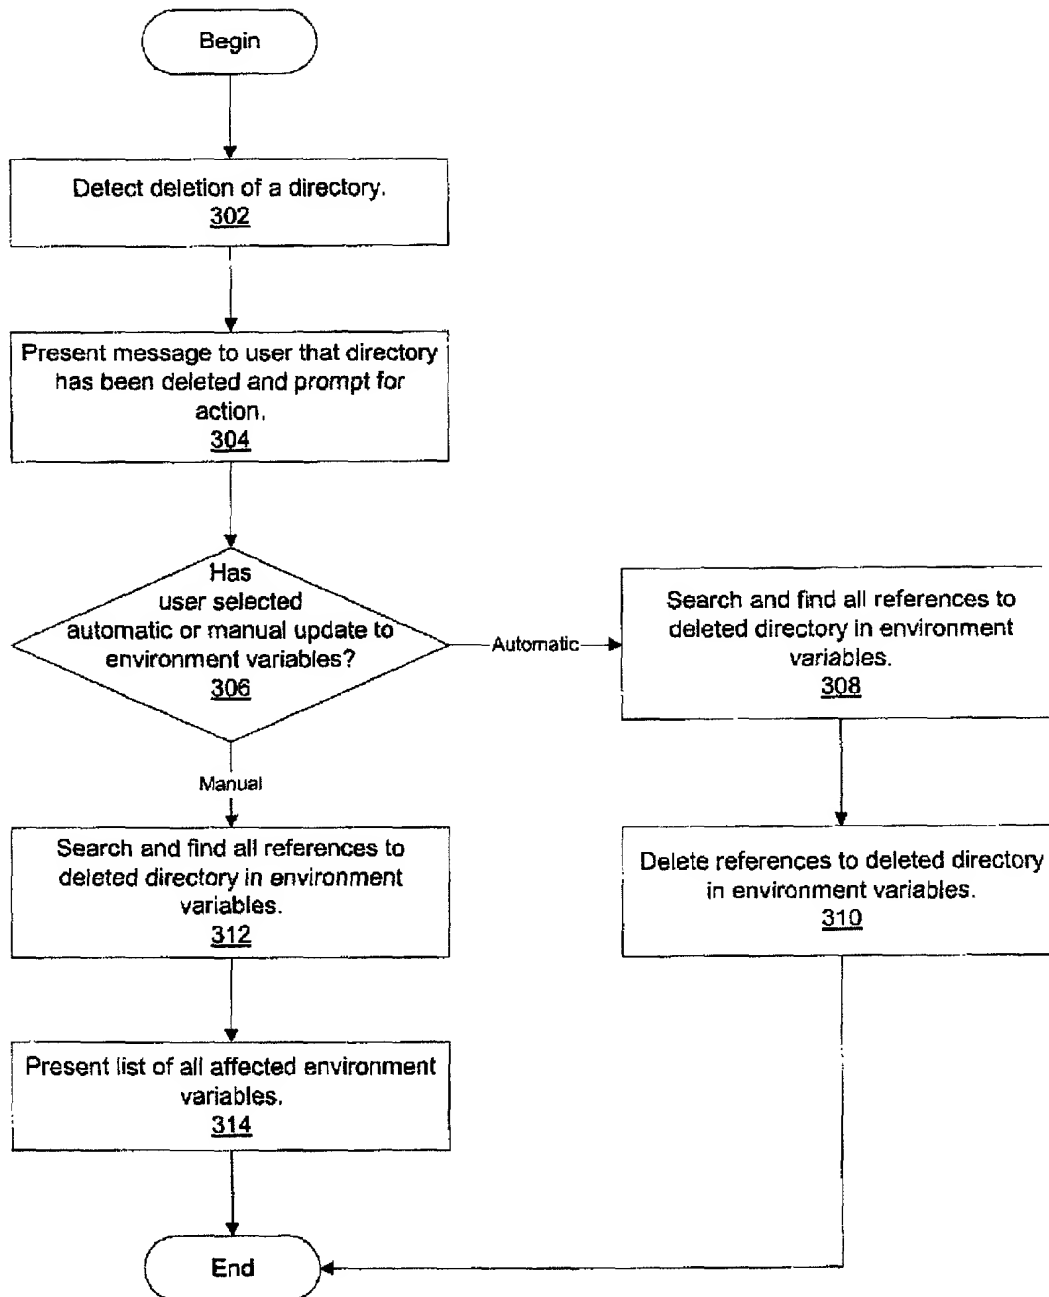 Begin
Detect deletion of a directory.
302
Present message to user that directory
has been deleted and prompt for
action.
304
Has
user selected
automatic or manual update to
environment variables?
306
Automatic
Search and find all references to
deleted directory in environment
variables.
308
Delete references to deleted directory
in environment variables.
310
Manual
Search and find all references to
deleted directory in environment
variables.
312
Present list of all affected environment
variables.
314
End